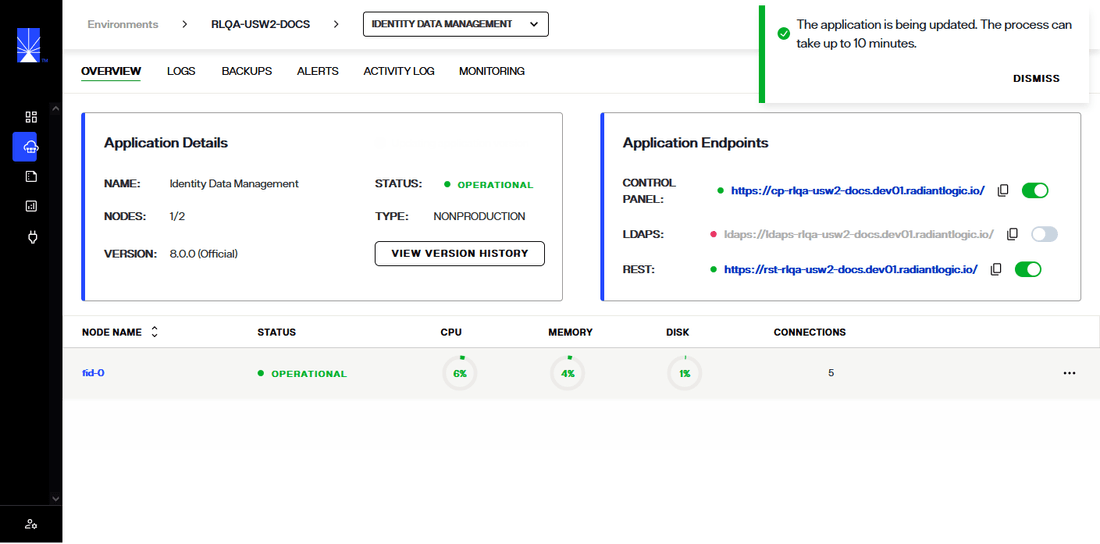 Environments > RLQA-USW2-DOCS > IDENTITY DATA MANAGEMENT
The application is being updated. The process can
take up to 10 minutes.
DISMISS
OVERVIEW LOGS BACKUPS ALERTS ACTIVITY LOG MONITORING
Application Details
NAME: Identity Data Management STATUS: OPERATIONAL
NODES: 1/2 TYPE: NONPRODUCTION
VERSION: 8.0.0 (Official) VIEW VERSION HISTORY
Application Endpoints
CONTROL
PANEL: https://cp-rlqa-usw2-docs.dev01.radiantlogic.io/
LDAPS: ldaps://ldaps-rlqa-usw2-docs.dev01.radiantlogic.io/
REST: https://rst-rlqa-usw2-docs.dev01.radiantlogic.io/
NODE NAME STATUS CPU MEMORY DISK CONNECTIONS
fid-0 OPERATIONAL 6% 4% 1% 5